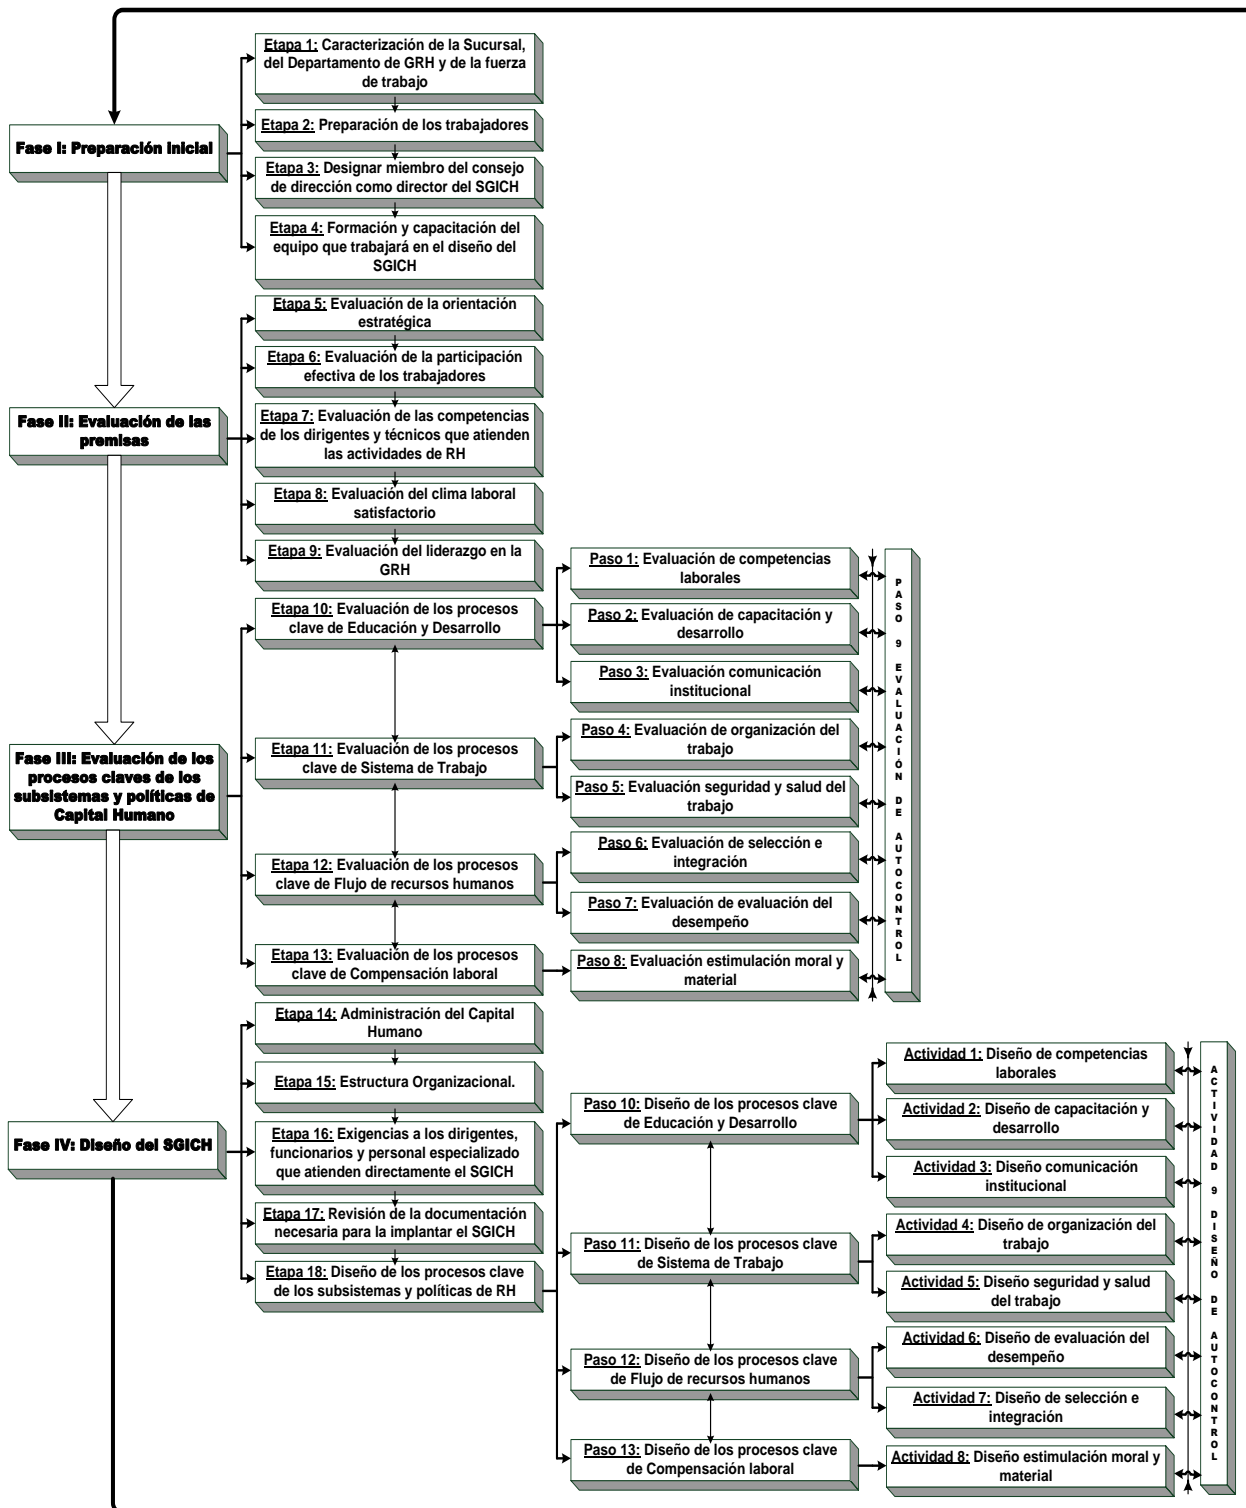 Etapa 1: Caracterización de la Sucursal,
del Departamento de GRH y de la fuerza
de trabajo
Etapa 2: Preparación de los trabajadores
Fase I: Preparación Inicial
Etapa 3: Designar miembro del consejo
de dirección como director del SGICH
Etapa 4: Formación y capacitación del
equipo que trabajará en el diseño del
SGICH
Etapa 5: Evaluación de la orientación
estratégica
Etapa 6: Evaluación de la participación
efectiva de los trabajadores
Fase II: Evaluación de las
premisas
Etapa 7: Evaluación de las competencias
de los dirigentes y técnicos que atienden
las actividades de RH
Etapa 8: Evaluación del clima laboral
satisfactorio
Etapa 9: Evaluación del liderazgo en la
GRH
Etapa 10: Evaluación de los procesos
clave de Educación y Desarrollo
Paso 1: Evaluación de competencias
laborales
Paso 2: Evaluación de capacitación y
desarrollo
Paso 3: Evaluación comunicación
institucional
Fase III: Evaluación de los
procesos claves de los
subsistemas y políticas de
Capital Humano
Etapa 11: Evaluación de los procesos
clave de Sistema de Trabajo
Paso 4: Evaluación de organización del
trabajo
Paso 5: Evaluación seguridad y salud del
trabajo
Etapa 12: Evaluación de los procesos
clave de Flujo de recursos humanos
Paso 6: Evaluación de selección e
integración
Paso 7: Evaluación de evaluación del
desempeño
Etapa 13: Evaluación de los procesos
clave de Compensación laboral
Paso 8: Evaluación estimulación moral y
material
PASO 9 EVALUACIÓN DE AUTOCONTROL
Etapa 14: Administración del Capital
Humano
Etapa 15: Estructura Organizacional.
Fase IV: Diseño del SGICH
Etapa 16: Exigencias a los dirigentes,
funcionarios y personal especializado
que atienden directamente el SGICH
Etapa 17: Revisión de la documentación
necesaria para la implantar el SGICH
Etapa 18: Diseño de los procesos clave
de los subsistemas y políticas de RH
Paso 10: Diseño de los procesos clave
de Educación y Desarrollo
Actividad 1: Diseño de competencias
laborales
Actividad 2: Diseño de capacitación y
desarrollo
Actividad 3: Diseño comunicación
institucional
Paso 11: Diseño de los procesos clave
de Sistema de Trabajo
Actividad 4: Diseño de organización del
trabajo
Actividad 5: Diseño seguridad y salud
del trabajo
Paso 12: Diseño de los procesos clave
de Flujo de recursos humanos
Actividad 6: Diseño de evaluación del
desempeño
Actividad 7: Diseño de selección e
integración
Paso 13: Diseño de los procesos clave
de Compensación laboral
Actividad 8: Diseño estimulación moral y
material
ACTIVIDAD 9 DISEÑO DE AUTOCONTROL